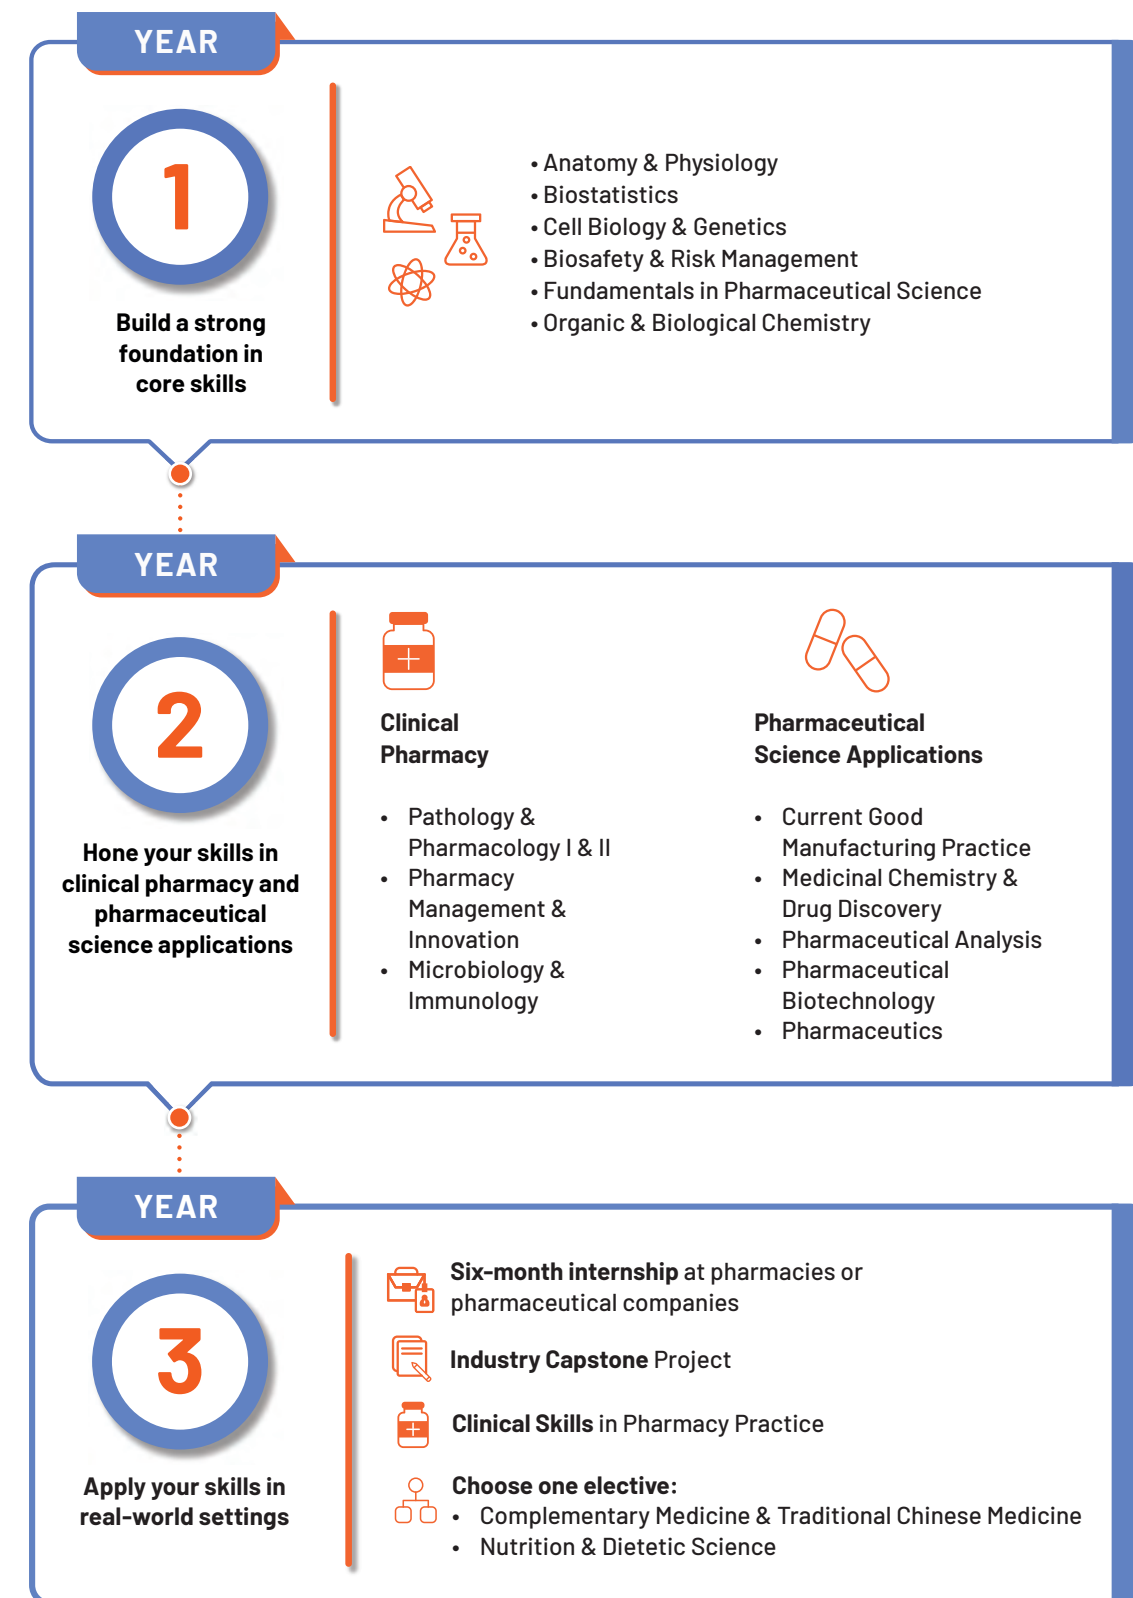 YEAR
1
Build a strong
foundation in
core skills
• Anatomy & Physiology
• Biostatistics
• Cell Biology & Genetics
• Biosafety & Risk Management
• Fundamentals in Pharmaceutical Science
• Organic & Biological Chemistry
YEAR
2
Hone your skills in
clinical pharmacy and
pharmaceutical
science applications
Clinical
Pharmacy
• Pathology &
Pharmacology I & II
• Pharmacy
Management &
Innovation
• Microbiology &
Immunology
Pharmaceutical
Science Applications
• Current Good
Manufacturing Practice
• Medicinal Chemistry &
Drug Discovery
• Pharmaceutical Analysis
• Pharmaceutical
Biotechnology
• Pharmaceutics
YEAR
3
Apply your skills in
real-world settings
Six-month internship at pharmacies or
pharmaceutical companies
Industry Capstone Project
Clinical Skills in Pharmacy Practice
Choose one elective:
• Complementary Medicine & Traditional Chinese Medicine
• Nutrition & Dietetic Science